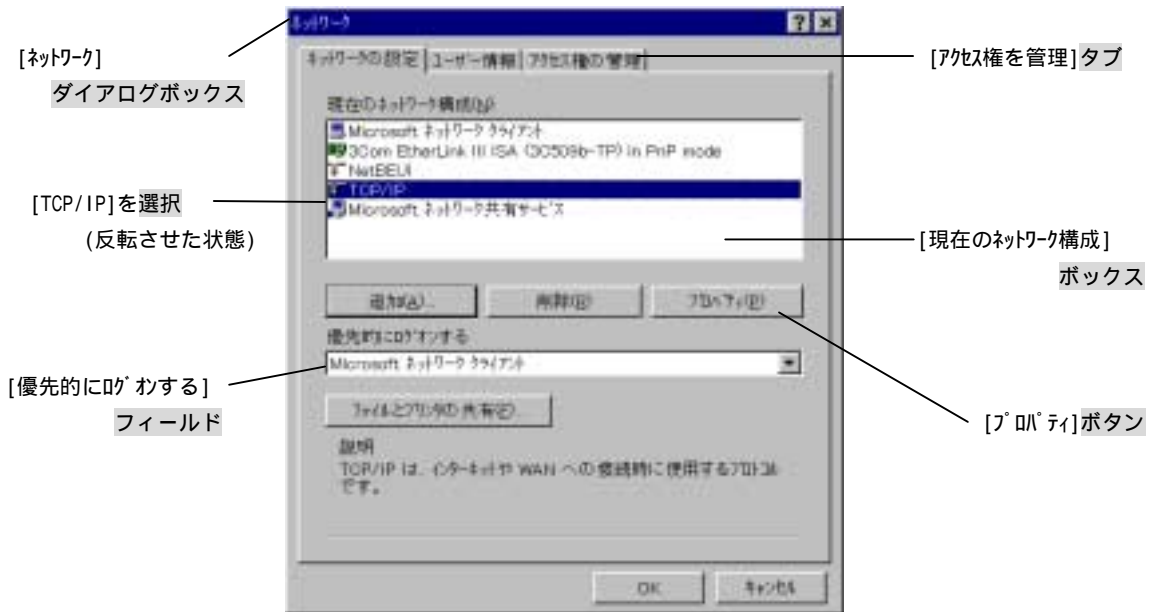 ネットワーク
[ネットワーク]
ダイアログボックス
ネットワークの設定 ユーザー情報 アクセス権の管理
[アクセス権を管理]タブ
現在のネットワーク構成(N)
Microsoft ネットワーク クライアント
3Com EtherLink III ISA (3C509b-TP) in PnP mode
NetBEUI
TCP/IP
Microsoft ネットワーク共有サービス
[TCP/IP]を選択
(反転させた状態)
[現在のネットワーク構成]
ボックス
追加(A)... 削除(R) プロパティ(P)
優先的にログオンする
Microsoft ネットワーク クライアント
[優先的にログオンする]
フィールド
ファイルとプリンタの共有(F)...
[プロパティ]ボタン
説明
TCP/IP は、インターネットや WAN への接続時に使用するプロトコル
です。
OK キャンセル